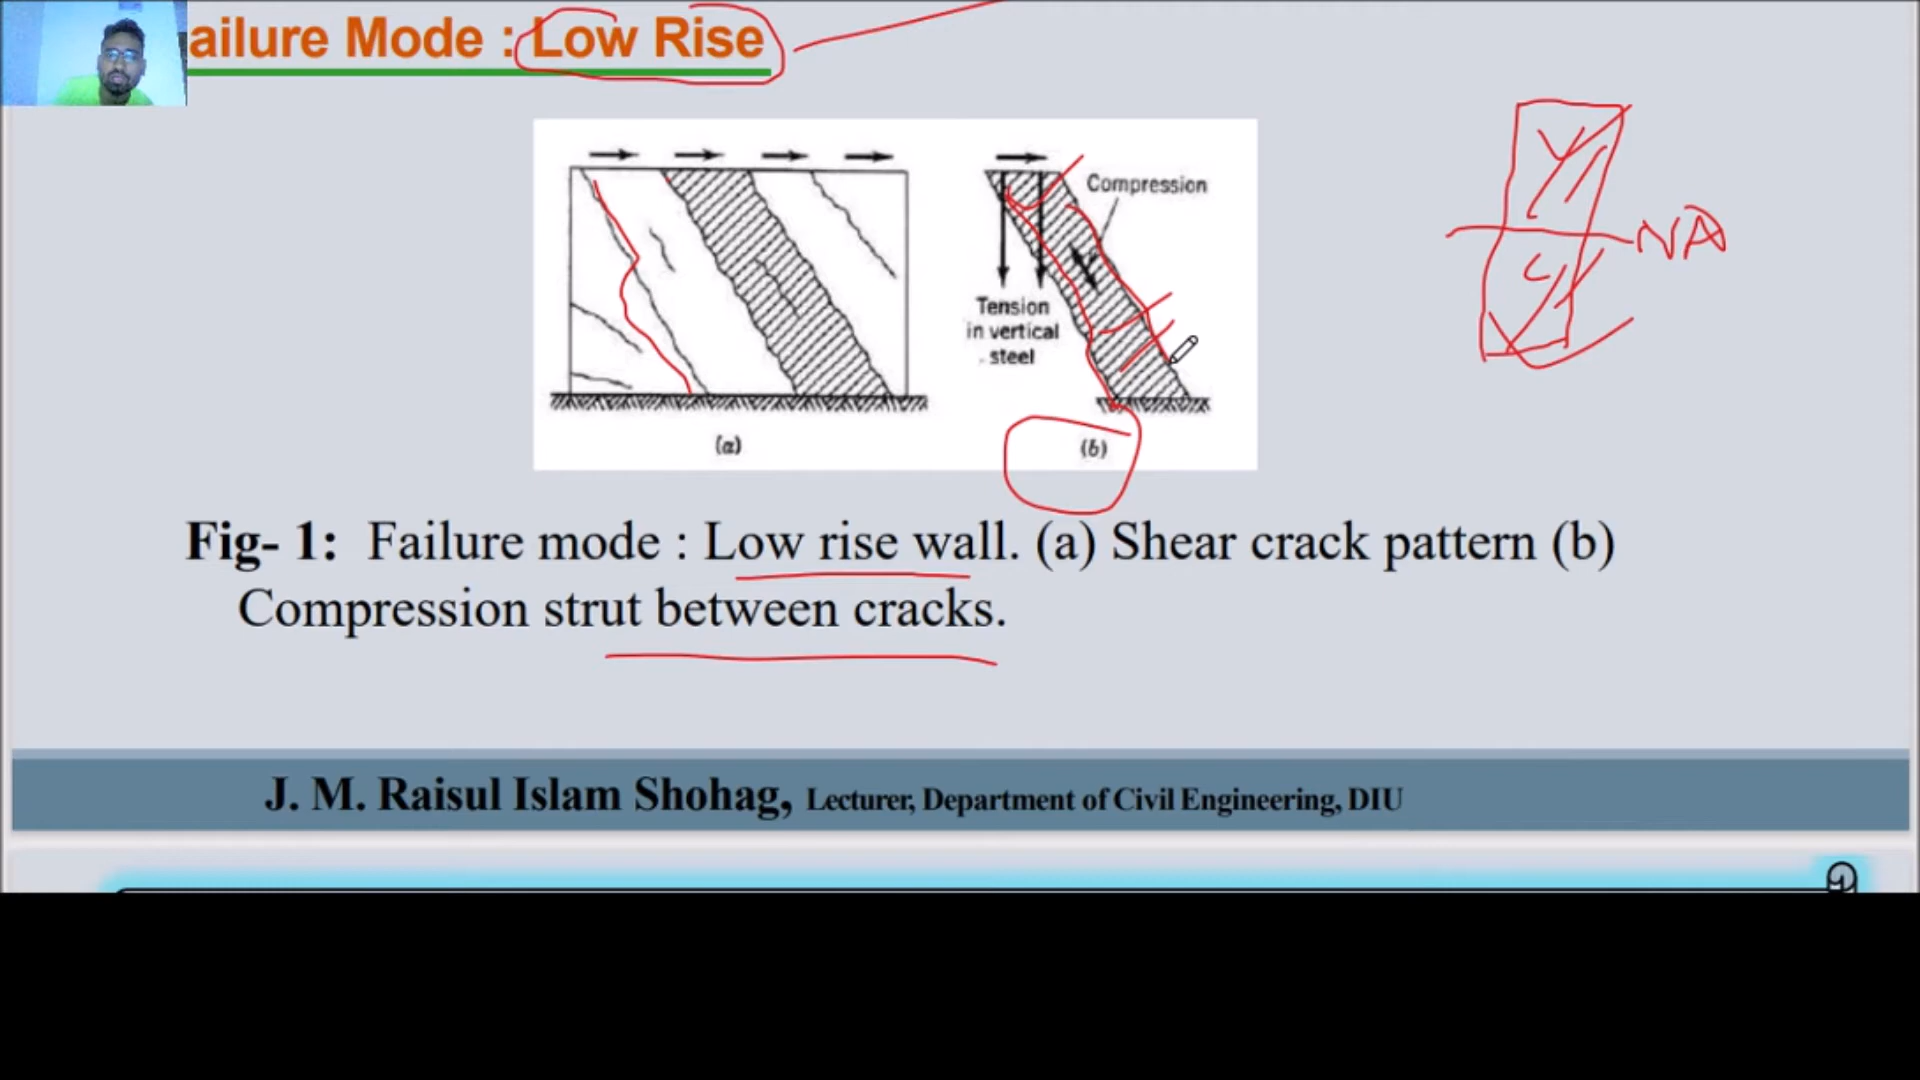 ailure Mode : Low Rise
Compression
NA
Tension
in vertical
steel
(a)
(b)
Fig- 1: Failure mode : Low rise wall. (a) Shear crack pattern (b)
Compression strut between cracks.
J. M. Raisul Islam Shohag, Lecturer, Department of Civil Engineering, DIU